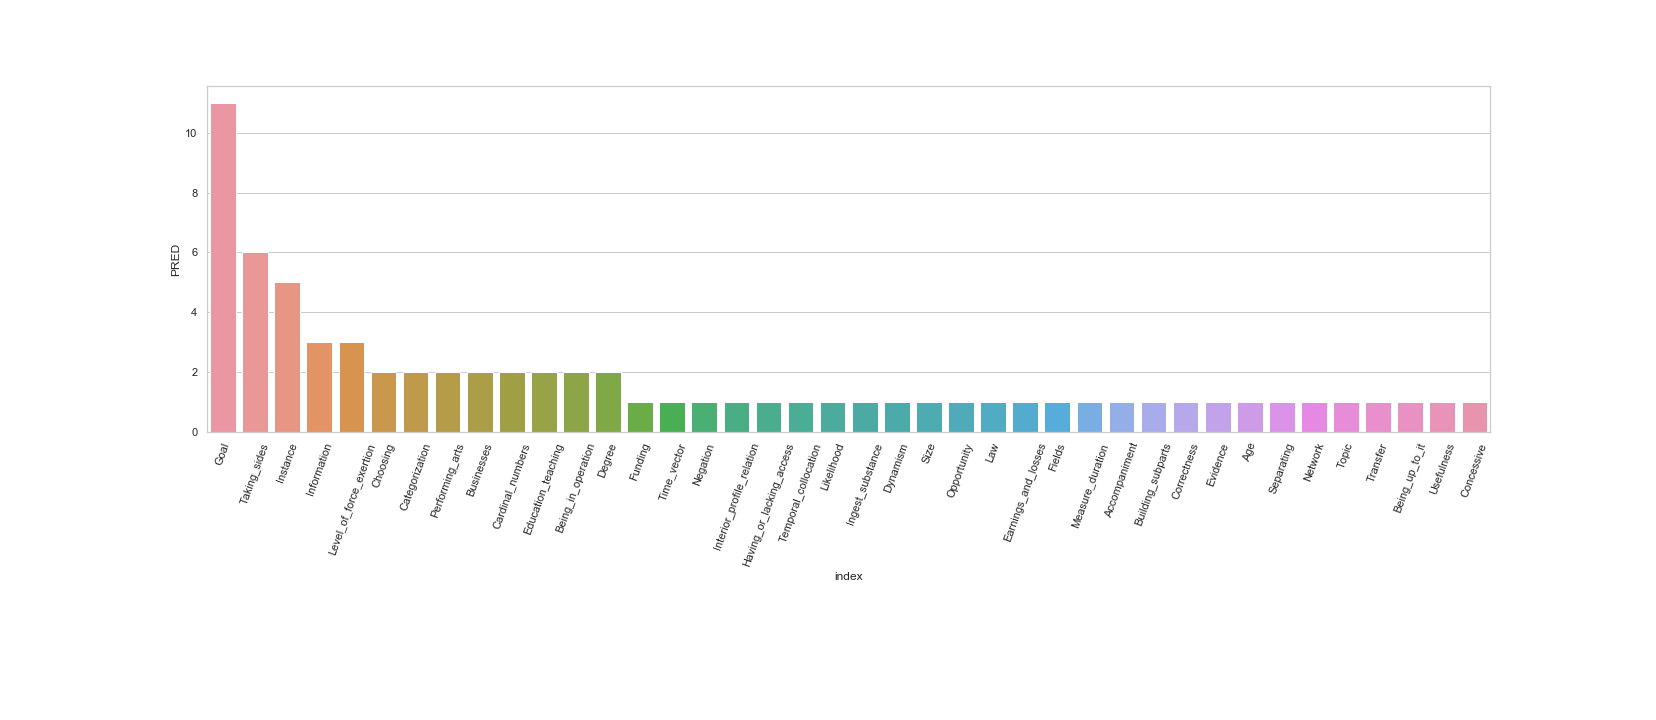 10
8
6
4
2
0
PRED
Goal
Taking_sides
Instance
Information
Level_of_force_exertion
Choosing
Categorization
Performing_arts
Businesses
Cardinal_numbers
Education_teaching
Being_in_operation
Degree
Funding
Time_vector
Negation
Interior_profile_relation
Having_or_lacking_access
Temporal_collocation
Likelihood
Ingest_substance
Dynamism
Size
Opportunity
Law
Earnings_and_losses
Fields
Measure_duration
Accompaniment
Building_subparts
Correctness
Evidence
Age
Separating
Network
Topic
Transfer
Being_up_to_it
Usefulness
Concessive
index